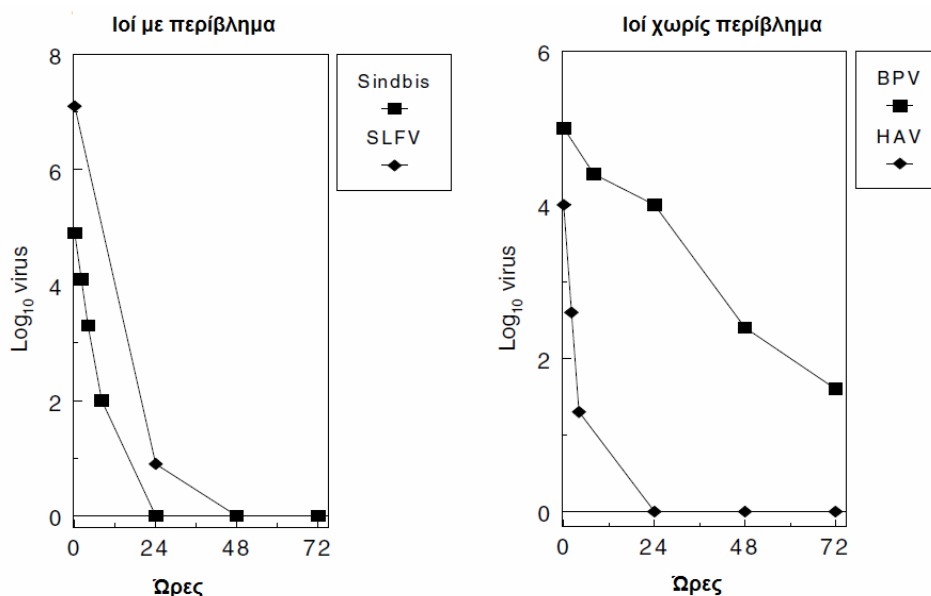 Ιοί με περίβλημα
8
6
4
2
0
Log10 virus
0 24 48 72
Ώρες
Sindbis
SLFV
Ιοί χωρίς περίβλημα
6
4
2
0
Log10 virus
0 24 48 72
Ώρες
BPV
HAV